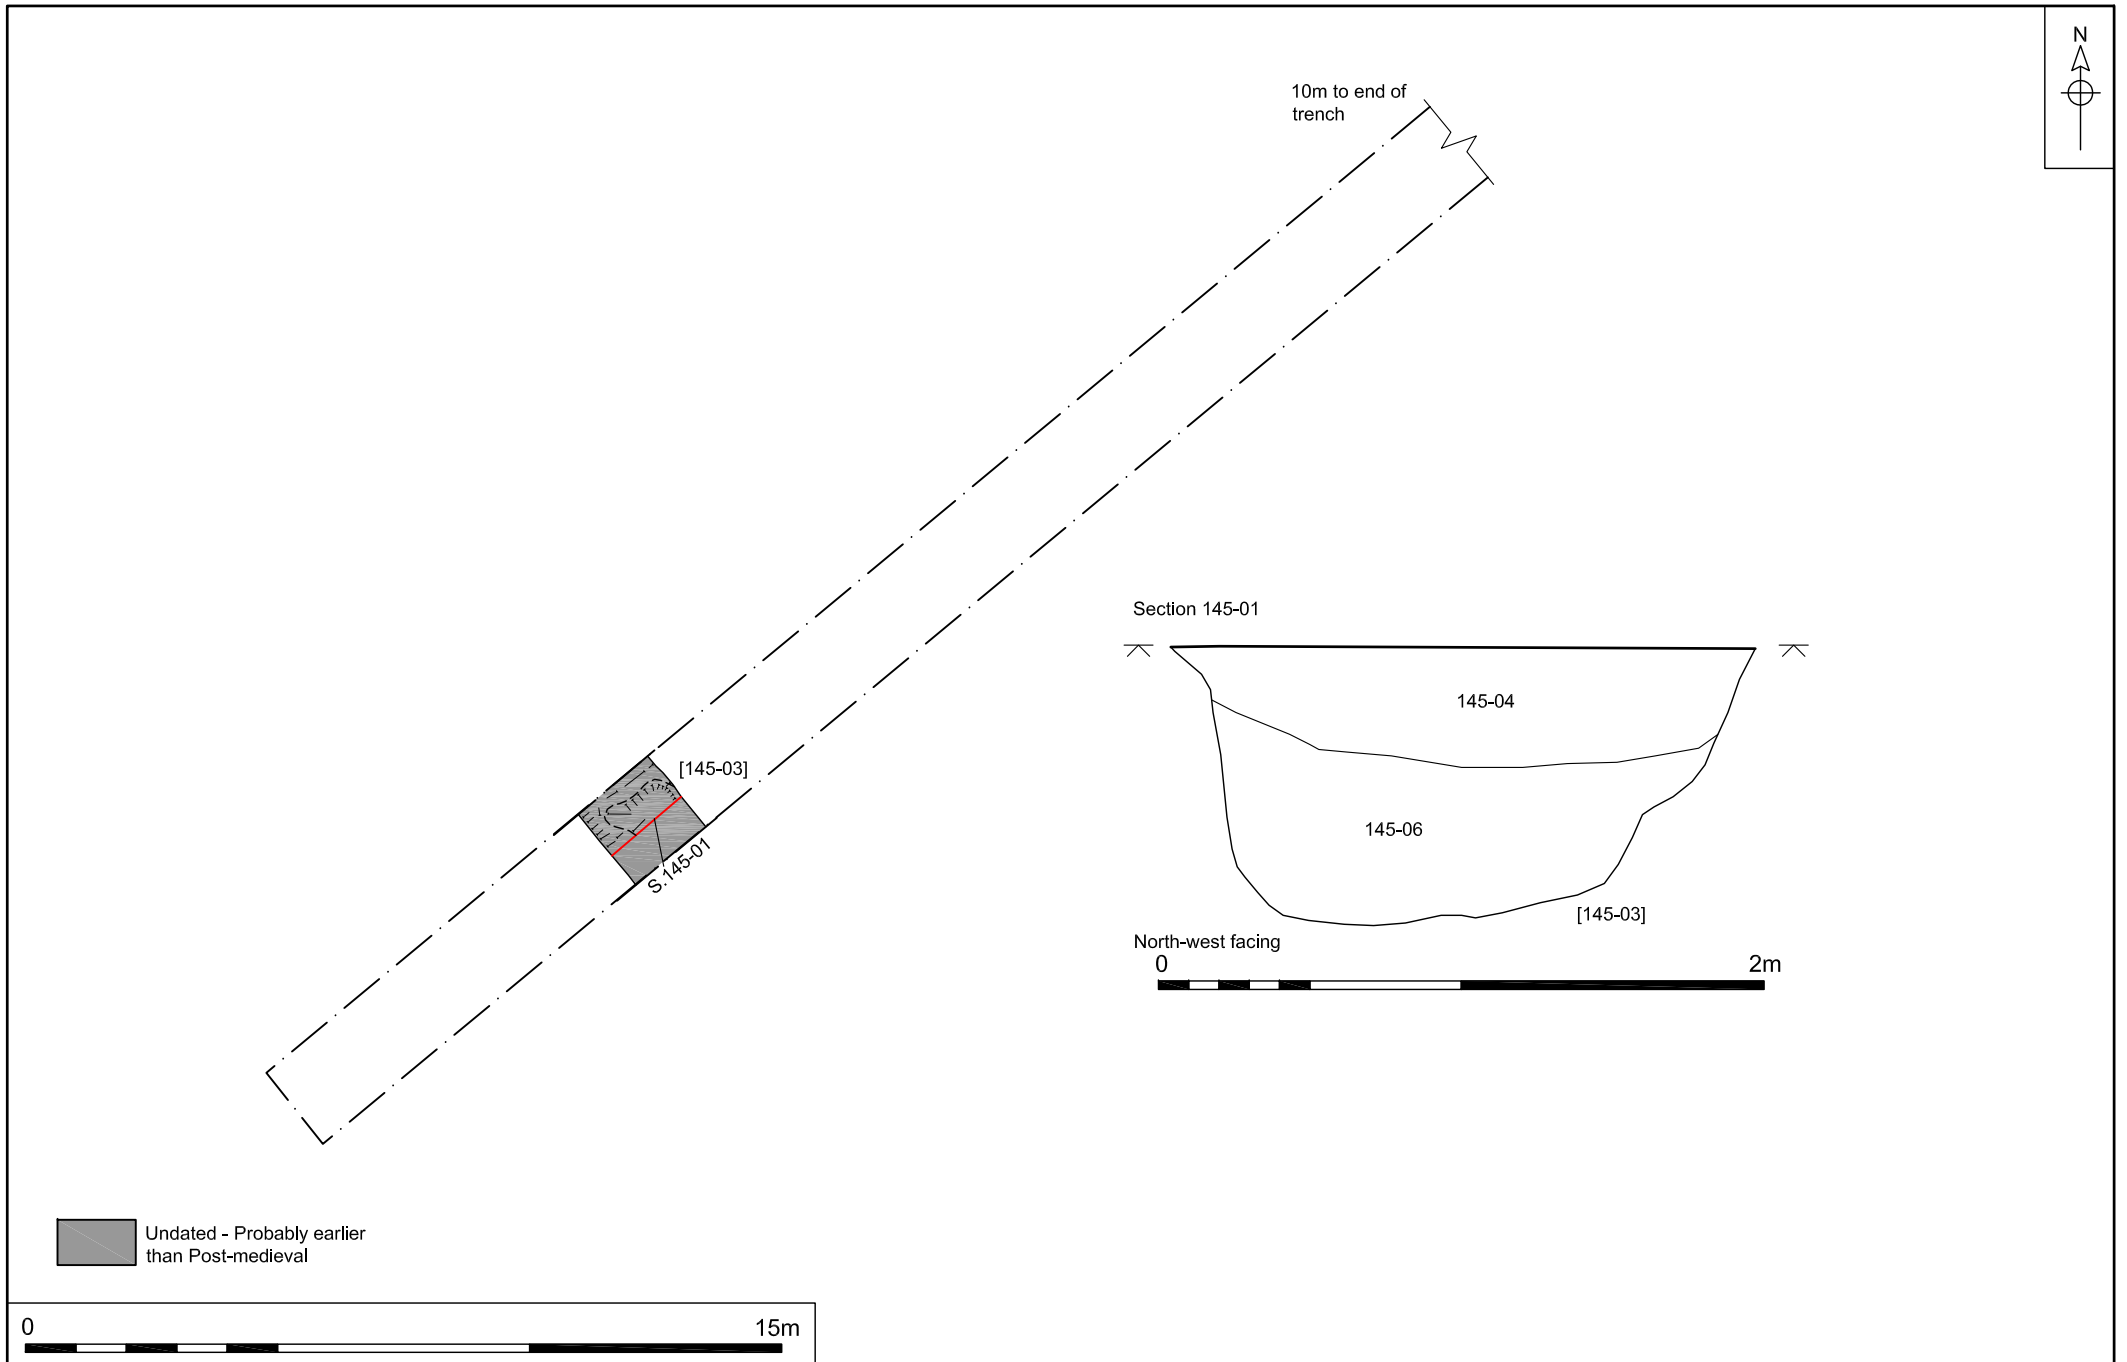 N
10m to end of
trench
Section 145-01
145-04
[145-03]
S.145-01
145-06
[145-03]
North-west facing
0
2m
Undated - Probably earlier
than Post-medieval
0
15m